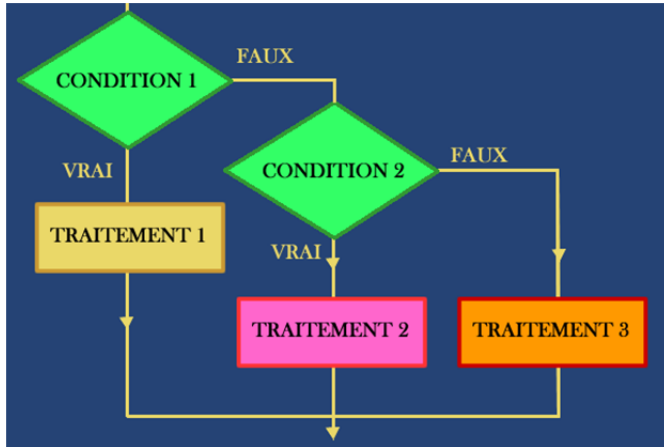 FAUX
CONDITION 1
VRAI
FAUX
CONDITION 2
TRAITEMENT 1
VRAI
TRAITEMENT 2
TRAITEMENT 3